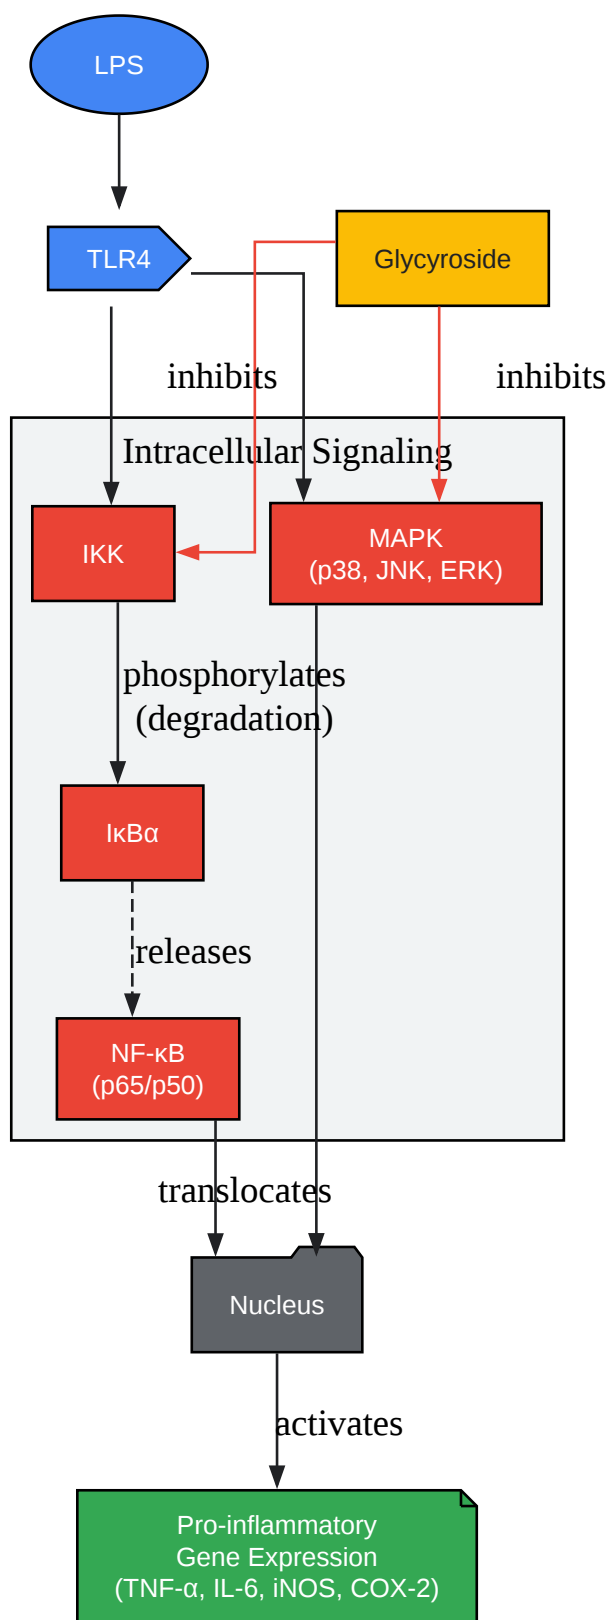 LPS
TLR4
Glycyroside
inhibits
inhibits
Intracellular Signaling
IKK
MAPK
(p38, JNK, ERK)
phosphorylates
(degradation)
IκBα
releases
NF-κB
(p65/p50)
translocates
Nucleus
activates
Pro-inflammatory
Gene Expression
(TNF-α, IL-6, iNOS, COX-2)